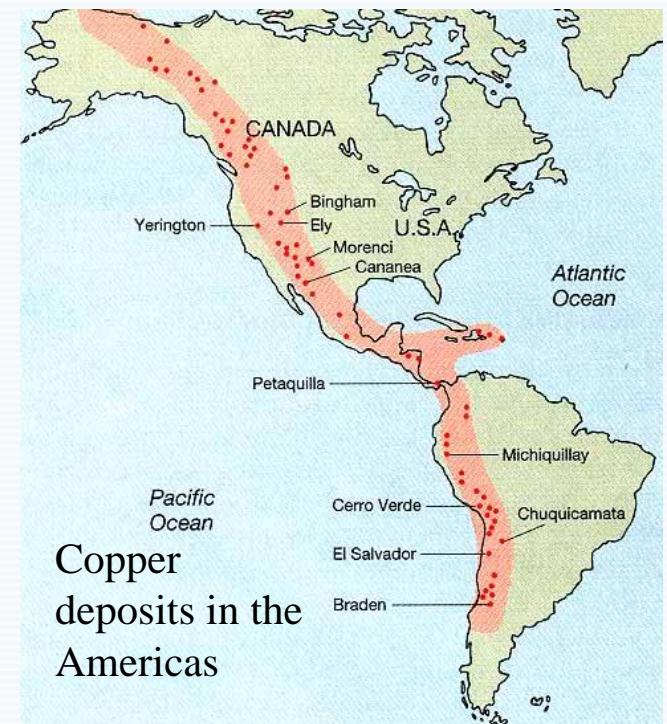 CANADA
Bingham
Yerington
Ely
U.S.A.
Morenci
Cananea
Atlantic
Ocean
Petaquilla
Michiquillay
Pacific
Ocean
Cerro Verde
Chuquicamata
El Salvador
Braden
Copper
deposits in the
Americas